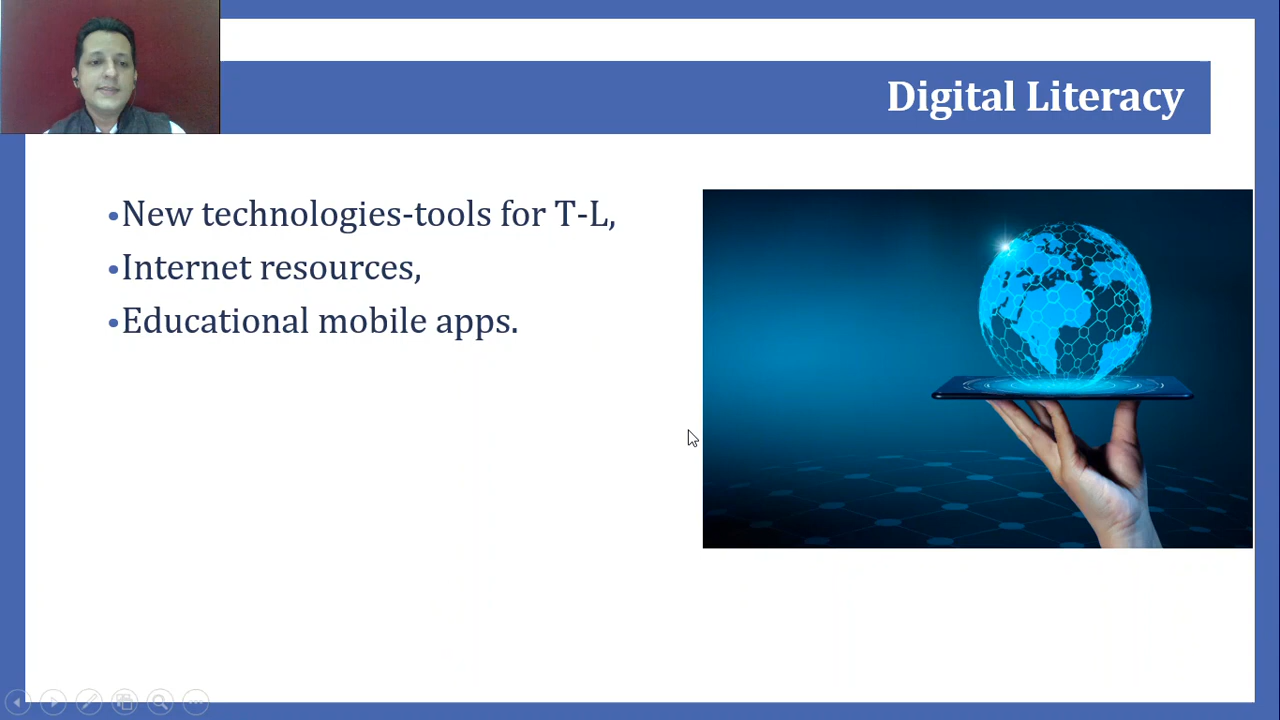 Digital Literacy
•New technologies-tools for T-L,
•Internet resources,
•Educational mobile apps.